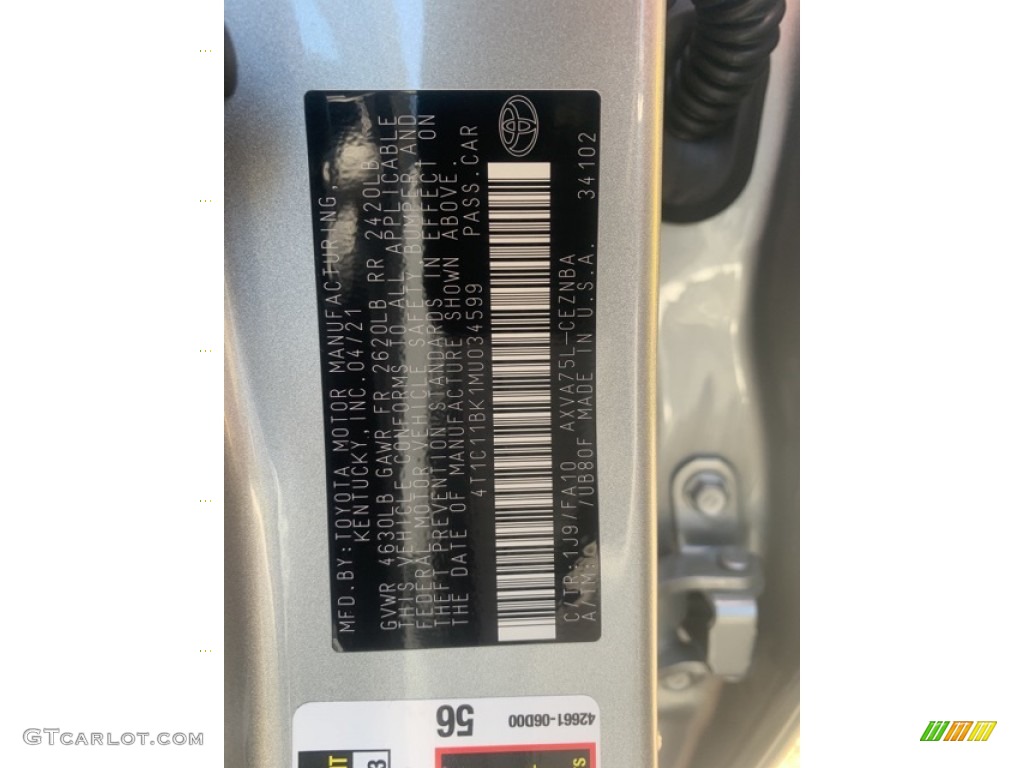 MFD.BY:TOYOTA MOTOR MANUFACTURING,
KENTUCKY, INC. 04/21
GVWR 4630LB GAWR FR 2620LB RR 2420LB
THIS VEHICLE CONFORMS TO ALL APPLICABLE
FEDERAL MOTOR VEHICLE SAFETY BUMPER AND
THEFT PREVENTION STANDARDS IN EFFECT ON
THE DATE OF MANUFACTURE SHOWN ABOVE.
4T1C11BK1MU034599 PASS.CAR
C/TR:1J9/FA10 AXVA75L-CEZNBA
A/TM: /UB80F MADE IN U.S.A. 34102
56
42661-06D00
GTCARLOT.COM